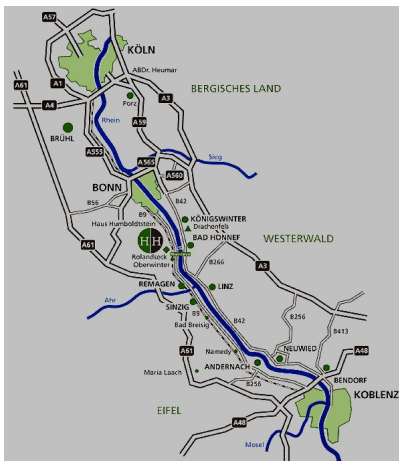 A57
KÖLN
A61
ABDr. Heumar
A1
A3
BERGISCHES LAND
A4
Porz
Rhein
A59
BRÜHL
A555
A565
Sieg
A560
BONN
B42
B56
B9
KÖNIGSWINTER
Haus Humboldtstein
Drachenfels
HH
BAD HONNEF
WESTERWALD
A61
Rolandseck
Oberwinter
B266
A3
REMAGEN
LINZ
Ahr
SINZIG
B9
B42
B256
Bad Breisig
B413
A61
Namedy
NEUWIED
A48
Maria Laach
ANDERNACH
BENDORF
B256
KOBLENZ
EIFEL
A48
Mosel